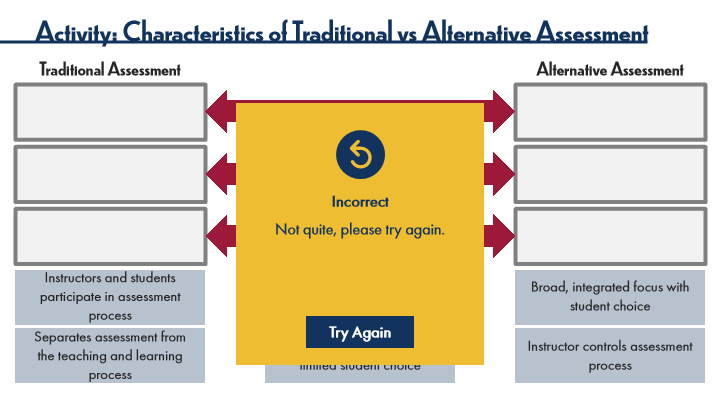 Activity: Characteristics of Traditional vs Alternative Assessment
Traditional Assessment
Alternative Assessment
Incorrect
Not quite, please try again.
Try Again
Instructors and students
participate in assessment
process
Broad, integrated focus with
student choice
Separates assessment from
the teaching and learning
process
limited student choice
Instructor controls assessment
process